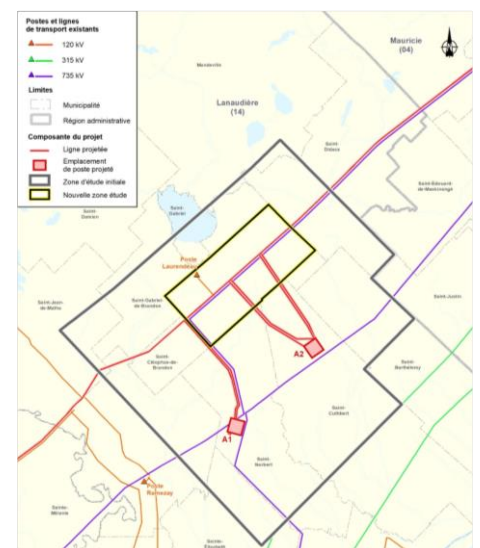 Postes et lignes
de transport existants
120 kV
315 kV
735 kV
Limites
Municipalité
Région administrative
Composante du projet
Ligne projetée
Emplacement
de poste projeté
Zone d'étude initiale
Nouvelle zone étude
Mauricie
(04)
Mandeville
Lanaudière
(14)
Saint-
Didace
Saint-Édouard-
de-Maskinongé
Saint-
Damien
Saint-
Gabriel
Saint-Justin
Poste
Laurendeau
Saint-Jean-
de-Matha
Saint-Gabriel-
de-Brandon
Saint-
Cléophas-de-
Brandon
A2
Saint-
Barthélemy
Saint-
Cuthbert
A1
Saint-
Norbert
Poste
Ramezay
Sainte-
Mélanie
Sainte-
Élisabeth